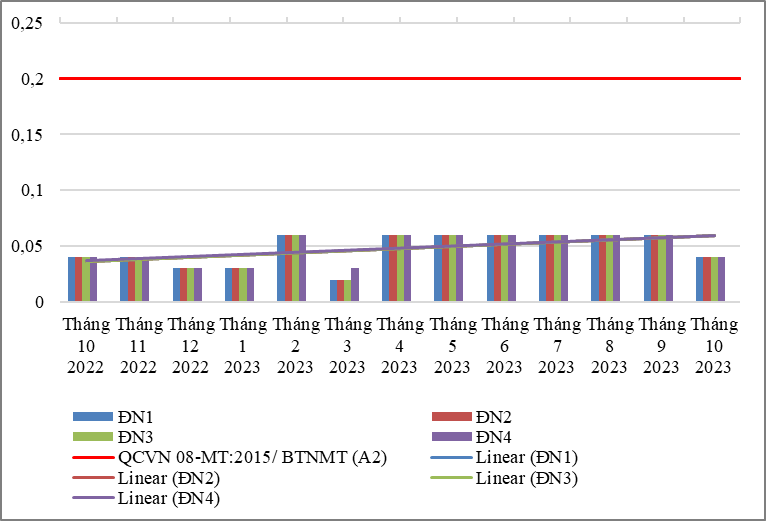 0,25
0,2
0,15
0,1
0,05
0
Tháng Tháng Tháng Tháng Tháng Tháng Tháng Tháng Tháng Tháng Tháng Tháng Tháng
10 11 12 1 2 3 4 5 6 7 8 9 10
2022 2022 2022 2023 2023 2023 2023 2023 2023 2023 2023 2023 2023
ĐN1 ĐN2
ĐN3 ĐN4
QCVN 08-MT:2015/ BTNMT (A2) Linear (ĐN1)
Linear (ĐN2) Linear (ĐN3)
Linear (ĐN4)